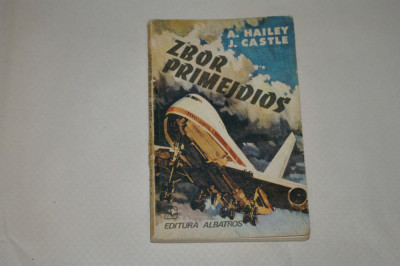 A. HAILEY
J. CASTLE
ZBOR
PRIMEJDIOS
EDITURA ALBATROS